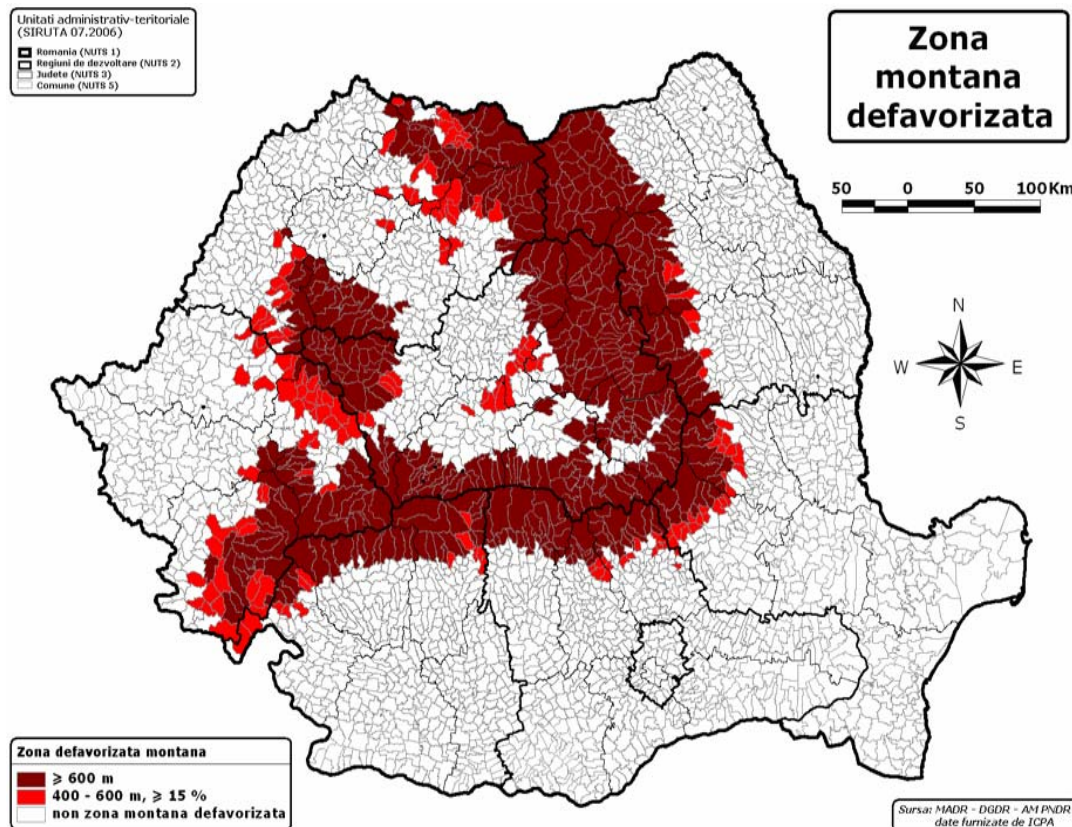 Unitati administrativ-teritoriale
(SIRUTA 07.2006)
Romania (NUTS 1)
Regiuni de dezvoltare (NUTS 2)
Judete (NUTS 3)
Comune (NUTS 5)
Zona
montana
defavorizata
50 0 50 100 Km
N
W E
S
Zona defavorizata montana
≥ 600 m
400 - 600 m, ≥ 15 %
non zona montana defavorizata
Sursa: MADR - DGDR - AM PNDR
date furnizate de ICPA